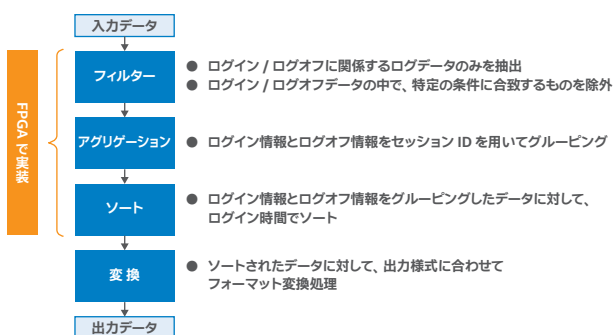 入力データ
フィルター
● ログイン / ログオフに関係するログデータのみを抽出
● ログイン / ログオフデータの中で、特定の条件に合致するものを除外
FPGA で実装
アグリゲーション
● ログイン情報とログオフ情報をセッション ID を用いてグルーピング
ソート
● ログイン情報とログオフ情報をグルーピングしたデータに対して、
ログイン時間でソート
変 換
● ソートされたデータに対して、出力様式に合わせて
フォーマット変換処理
出力データ